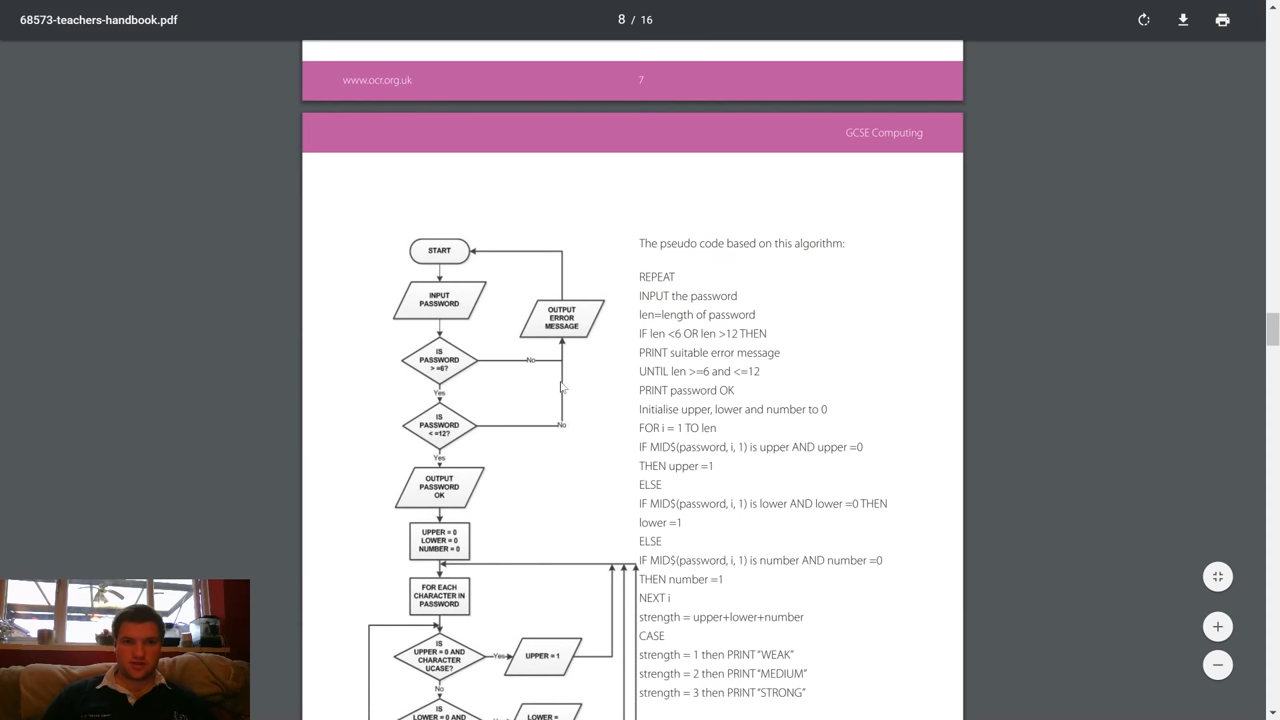 68573-teachers-handbook.pdf
8 / 16
www.ocr.org.uk
7
GCSE Computing
START
INPUT
PASSWORD
OUTPUT
ERROR
MESSAGE
IS
PASSWORD
> =6?
No
Yes
IS
PASSWORD
< =12?
No
Yes
OUTPUT
PASSWORD
OK
UPPER = 0
LOWER = 0
NUMBER = 0
FOR EACH
CHARACTER IN
PASSWORD
IS
UPPER = 0 AND
CHARACTER
UCASE?
Yes
UPPER = 1
No
IS
LOWER = 0 AND
LOWER =
The pseudo code based on this algorithm:
REPEAT
INPUT the password
len=length of password
IF len <6 OR len >12 THEN
PRINT suitable error message
UNTIL len >=6 and <=12
PRINT password OK
Initialise upper, lower and number to 0
FOR i = 1 TO len
IF MID$(password, i, 1) is upper AND upper =0
THEN upper =1
ELSE
IF MID$(password, i, 1) is lower AND lower =0 THEN
lower =1
ELSE
IF MID$(password, i, 1) is number AND number =0
THEN number =1
NEXT i
strength = upper+lower+number
CASE
strength = 1 then PRINT “WEAK”
strength = 2 then PRINT “MEDIUM”
strength = 3 then PRINT “STRONG”